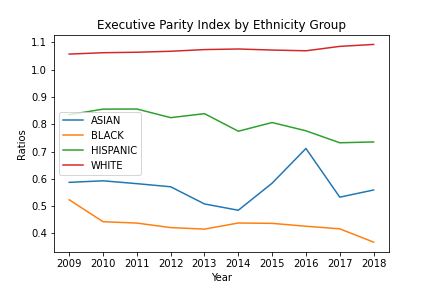 Executive Parity Index by Ethnicity Group
1.1
1.0
0.9
0.8
0.7
0.6
0.5
0.4
Ratios
ASIAN
BLACK
HISPANIC
WHITE
2009 2010 2011 2012 2013 2014 2015 2016 2017 2018
Year